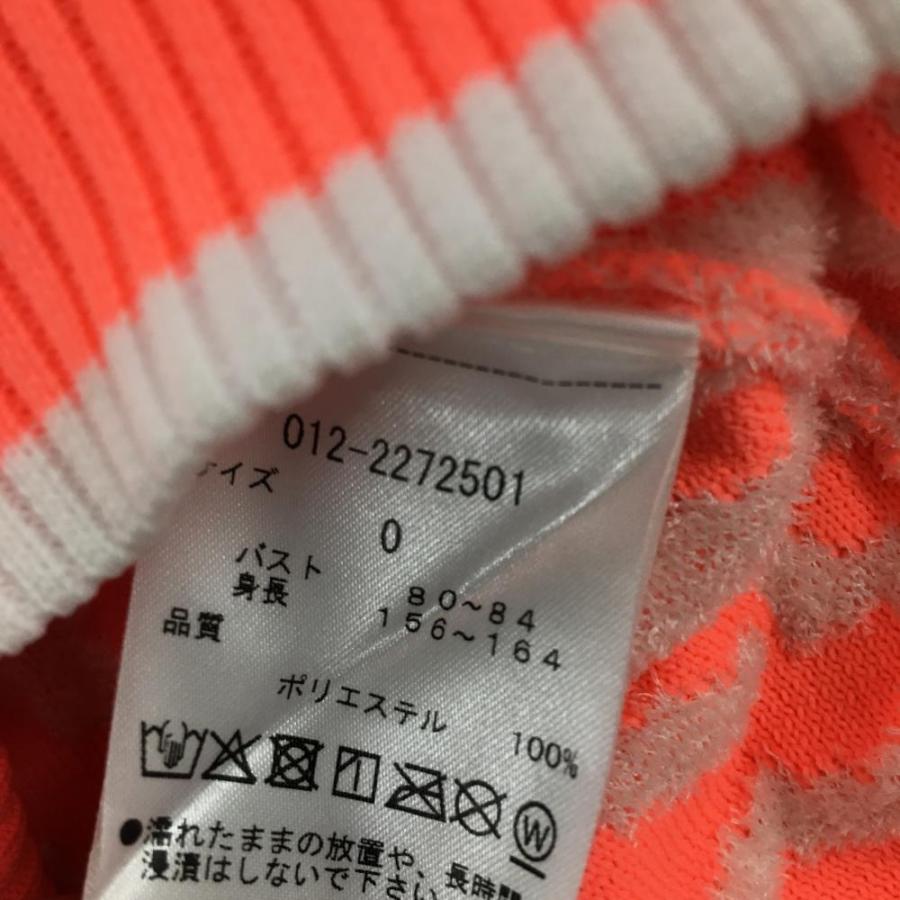 012-2272501
サイズ
0
バスト 80~84
身長 156~164
品質
ポリエステル 100%
W
●濡れたままの放置や、長時間
浸漬はしないで下さい。